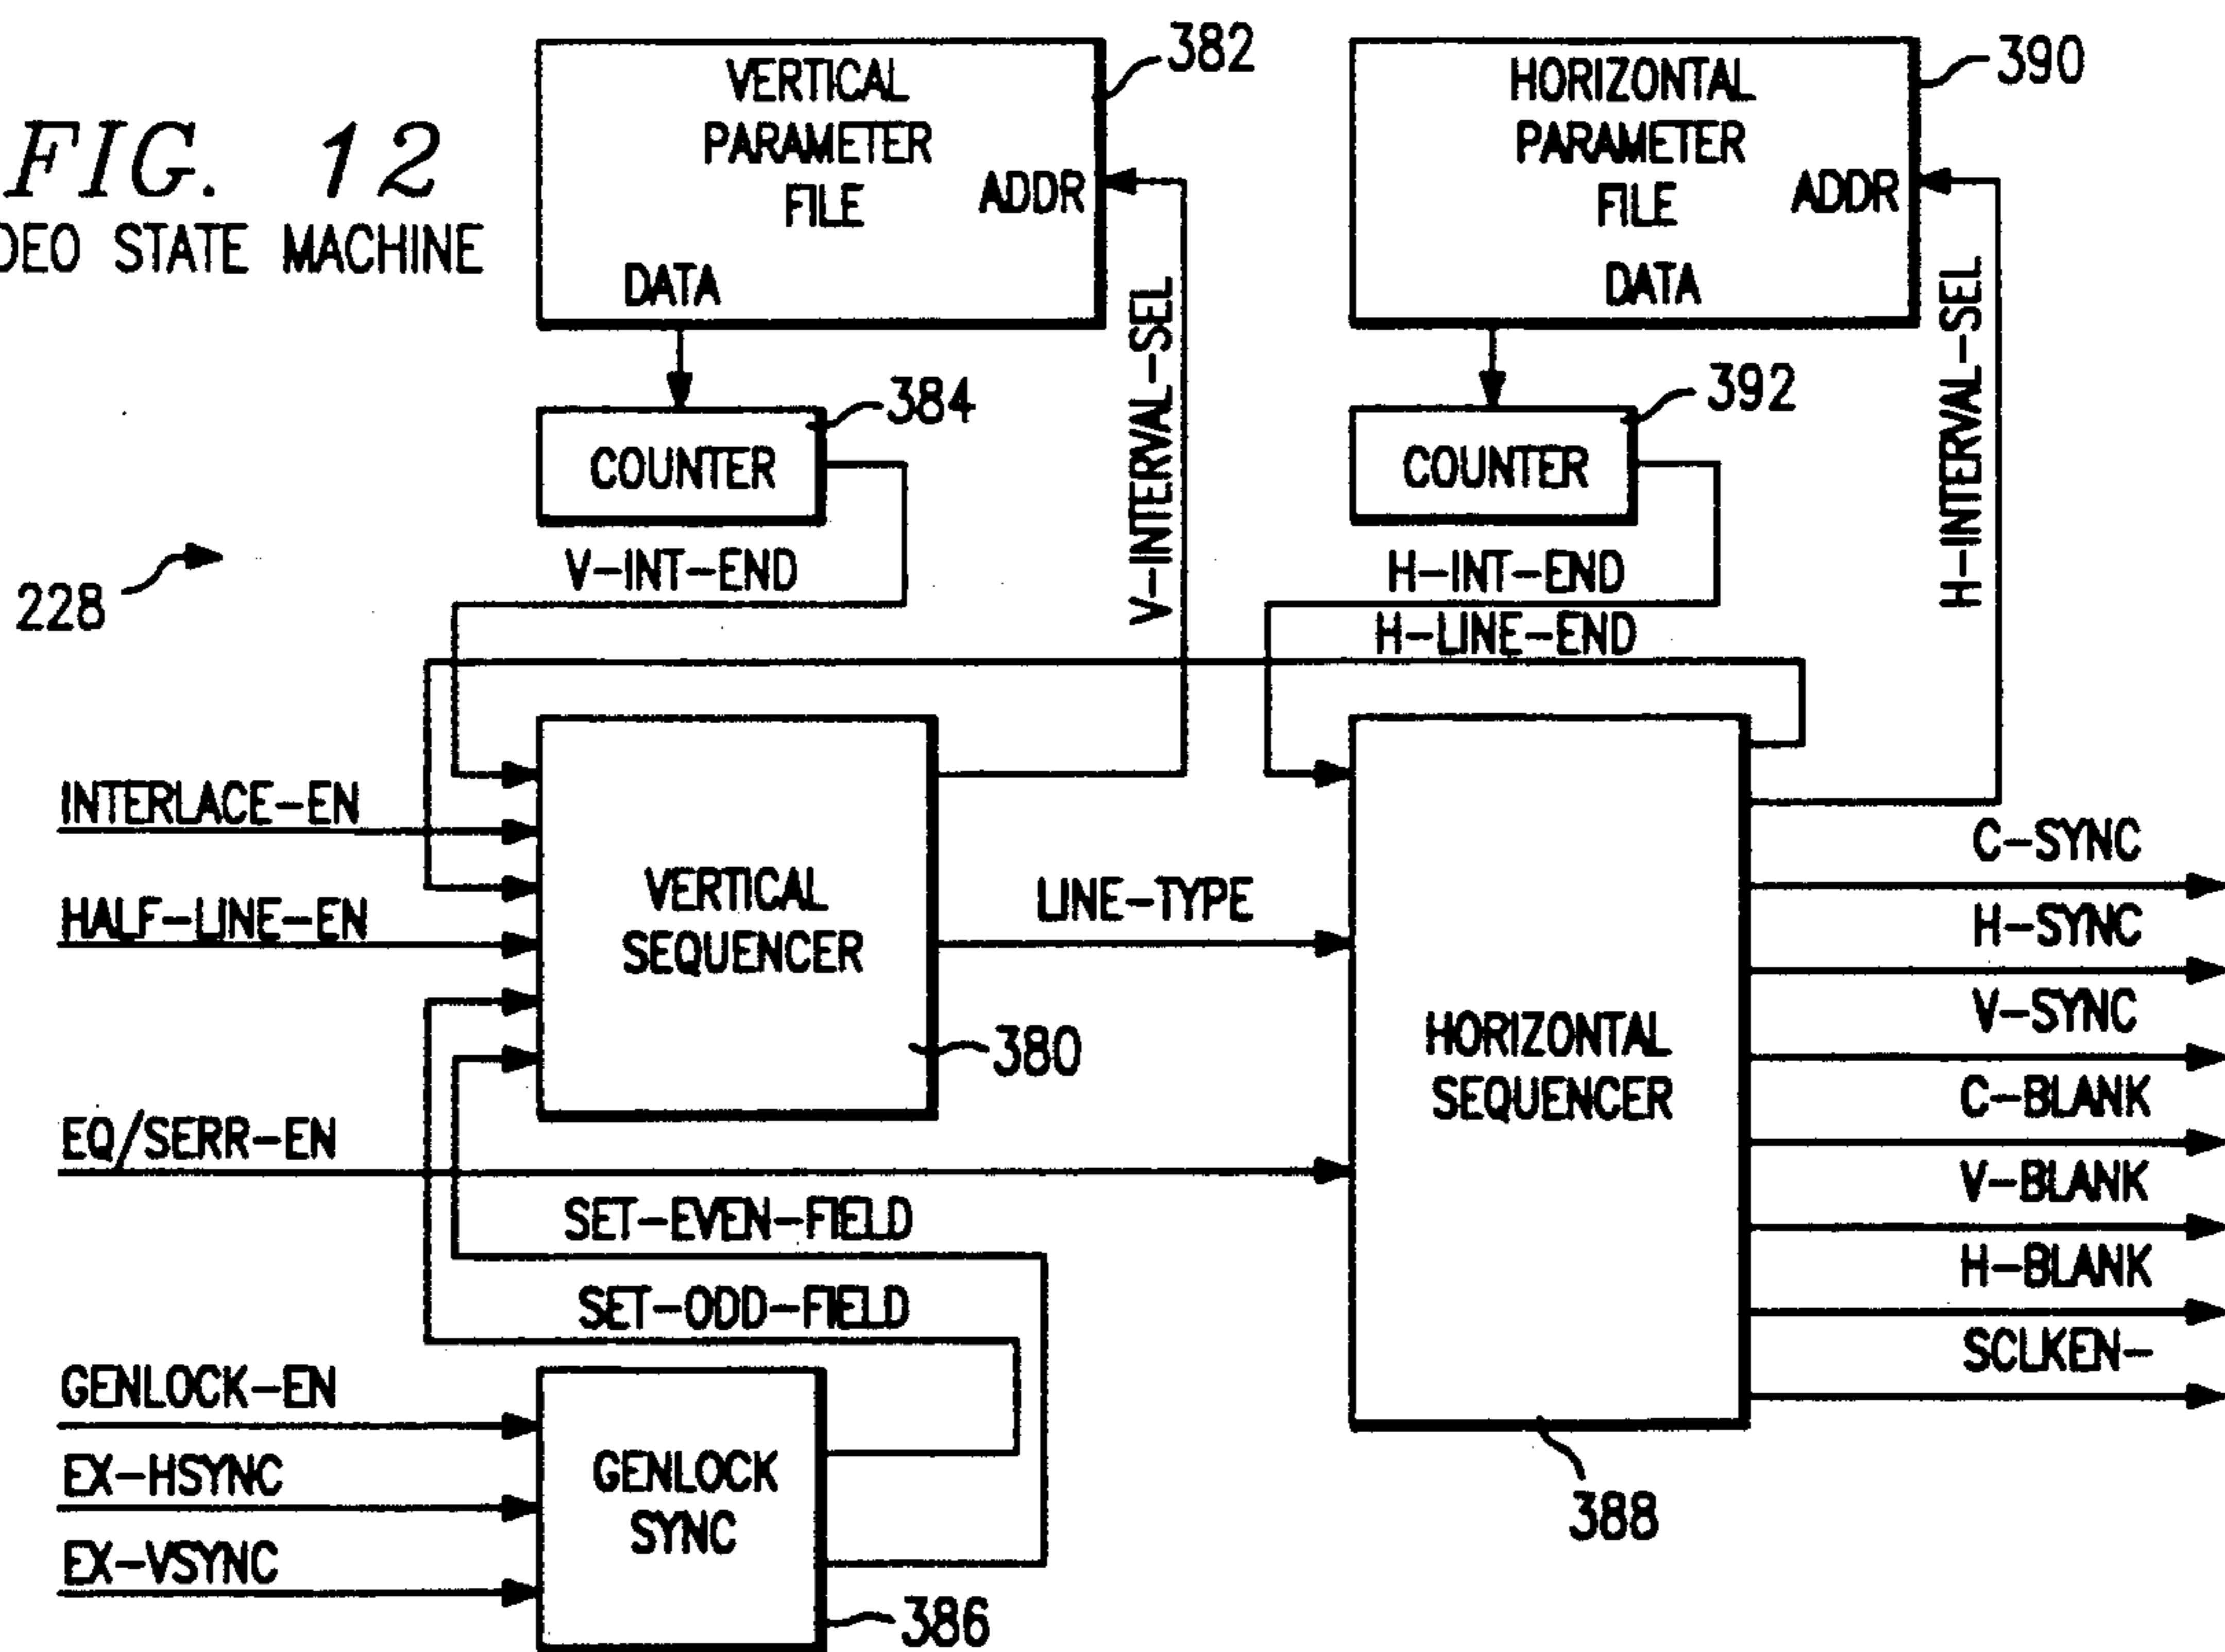 FIG. 12
DEO STATE MACHINE
228
VERTICAL
PARAMETER
FILE
ADDR
DATA
382
HORIZONTAL
PARAMETER
FILE
ADDR
DATA
390
COUNTER
384
COUNTER
392
V-INT-END
V-INTERVAL-SEL
H-INT-END
H-LINE-END
H-INTERVAL-SEL
INTERLACE-EN
HALF-LINE-EN
VERTICAL
SEQUENCER
380
LINE-TYPE
HORIZONTAL
SEQUENCER
388
C-SYNC
H-SYNC
V-SYNC
C-BLANK
V-BLANK
H-BLANK
SCLKEN-
EQ/SERR-EN
SET-EVEN-FIELD
SET-ODD-FIELD
GENLOCK-EN
EX-HSYNC
EX-VSYNC
GENLOCK
SYNC
386